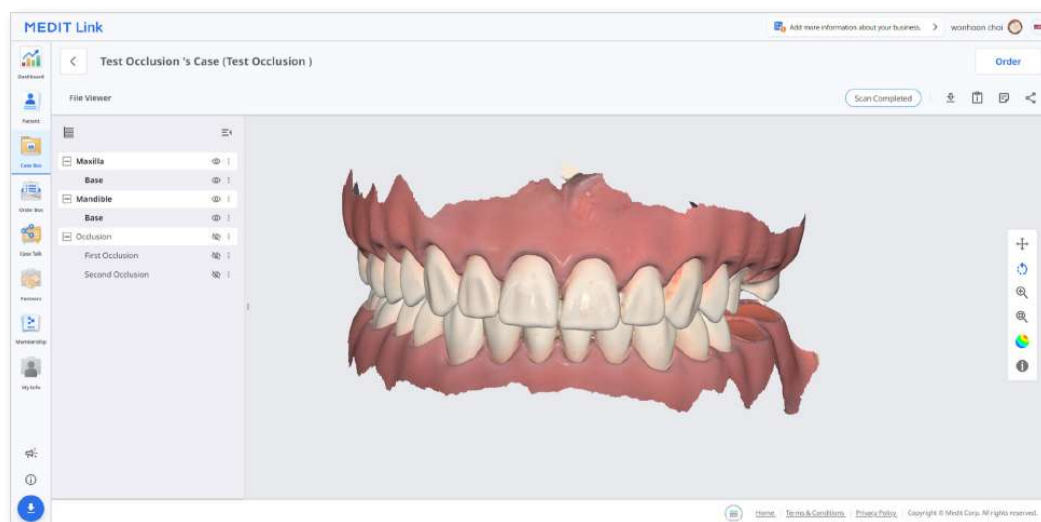 MEDIT Link
Add more information about your business.
wonhoon choi
Dashboard
Test Occlusion 's Case (Test Occlusion )
Order
Patient
File Viewer
Scan Completed
Case Box
Maxilla
Base
Mandible
Base
Order Box
Occlusion
First Occlusion
Second Occlusion
Case Talk
Partners
Membership
My Info
Home
Terms & Conditions
Privacy Policy
Copyright © Medit Corp. All rights reserved.